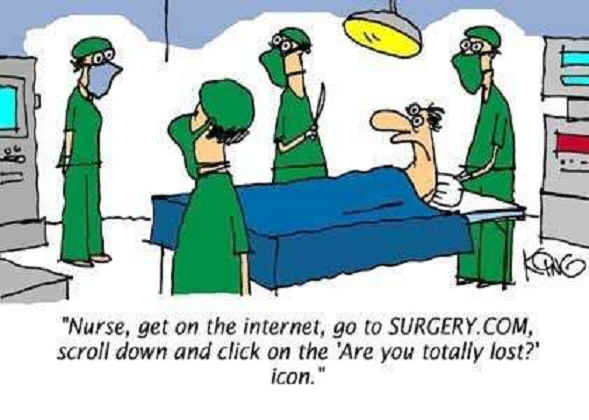 KING
"Nurse, get on the internet, go to SURGERY.COM,
scroll down and click on the 'Are you totally lost?'
icon."